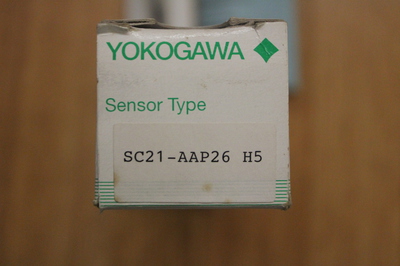 YOKOGAWA
Sensor Type
SC21-AAP26 H5